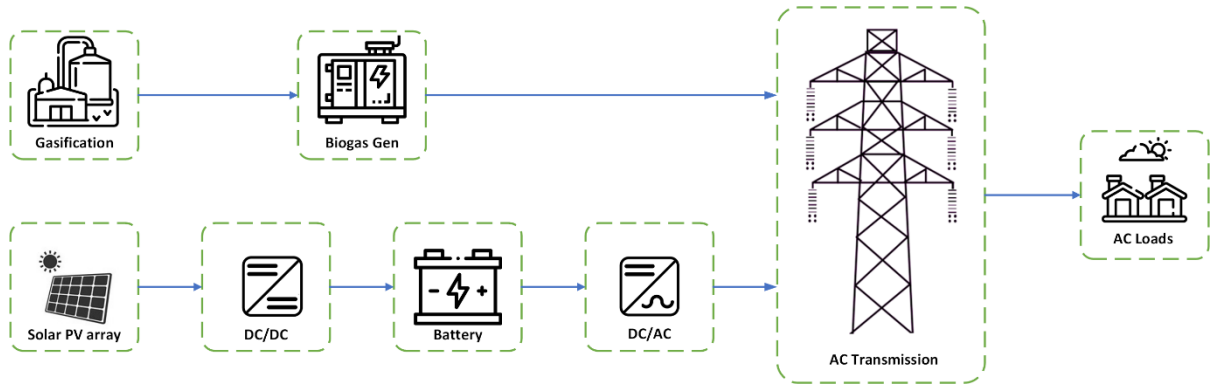 Gasification
Biogas Gen
Solar PV array
DC/DC
Battery
DC/AC
AC Transmission
AC Loads